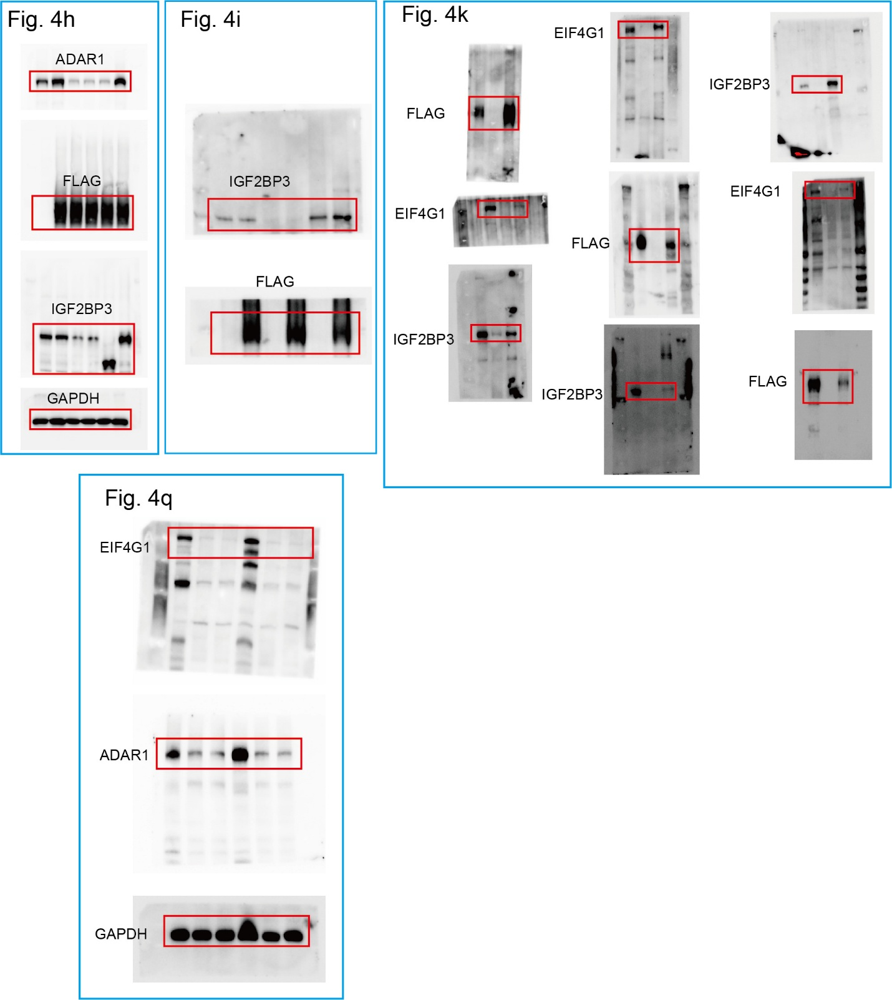 Fig. 4h
ADAR1
FLAG
IGF2BP3
GAPDH
Fig. 4i
IGF2BP3
FLAG
Fig. 4k
FLAG
EIF4G1
IGF2BP3
EIF4G1
FLAG
IGF2BP3
IGF2BP3
EIF4G1
FLAG
Fig. 4q
EIF4G1
ADAR1
GAPDH